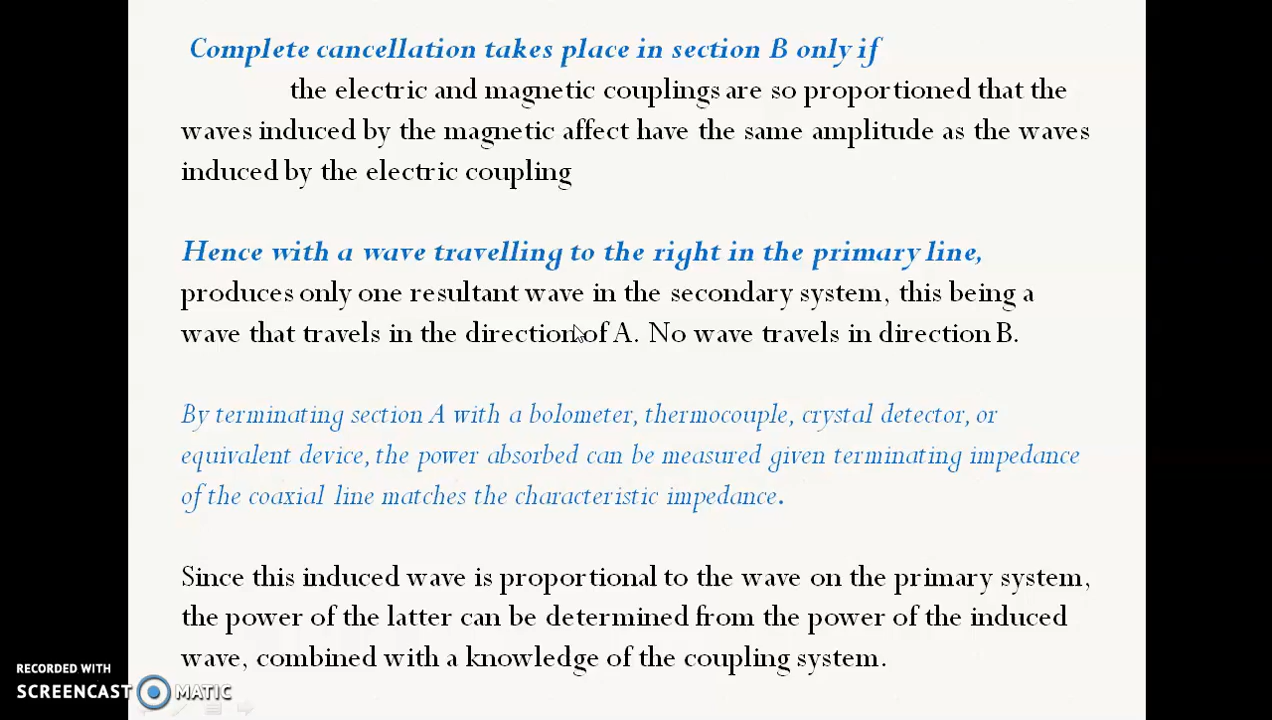 Complete cancellation takes place in section B only if
the electric and magnetic couplings are so proportioned that the
waves induced by the magnetic affect have the same amplitude as the waves
induced by the electric coupling
Hence with a wave travelling to the right in the primary line,
produces only one resultant wave in the secondary system, this being a
wave that travels in the direction of A. No wave travels in direction B.
By terminating section A with a bolometer, thermocouple, crystal detector, or
equivalent device, the power absorbed can be measured given terminating impedance
of the coaxial line matches the characteristic impedance.
Since this induced wave is proportional to the wave on the primary system,
the power of the latter can be determined from the power of the induced
wave, combined with a knowledge of the coupling system.
RECORDED WITH
SCREENCAST MATIC